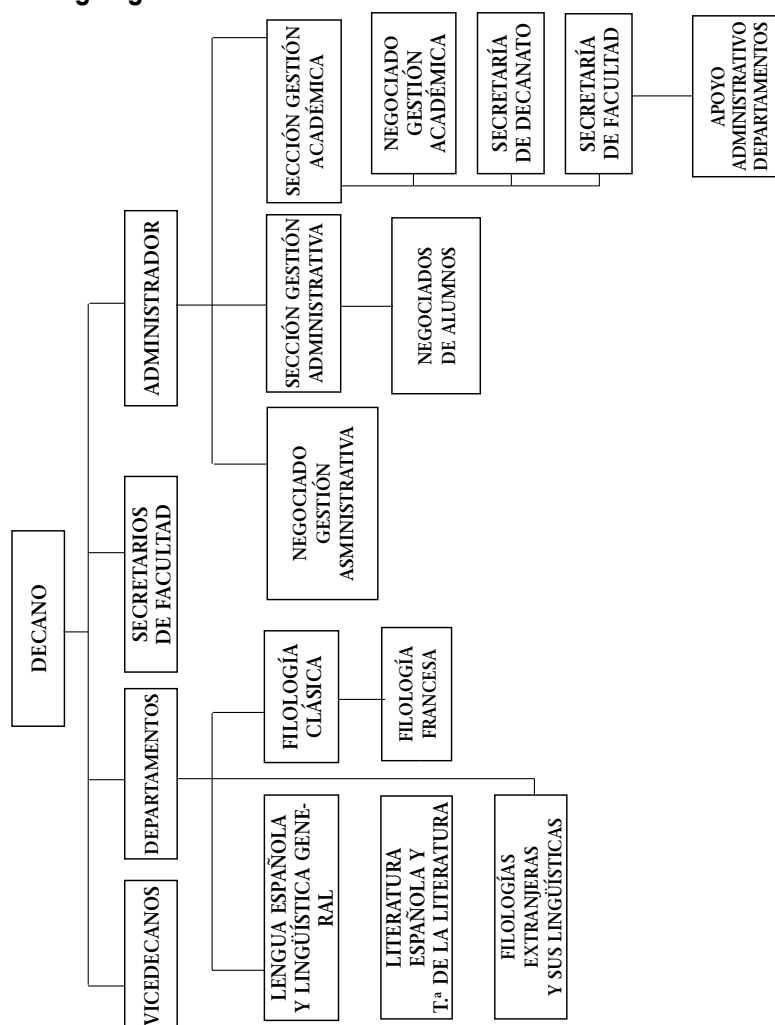 DECANO
VICEDECANOS
DEPARTAMENTOS
SECRETARIOS
DE FACULTAD
ADMINISTRADOR
LENGUA ESPAÑOLA
Y LINGÜÍSTICA GENE-
RAL
FILOLOGÍA
CLÁSICA
NEGOCIADO
GESTIÓN
ASMINISTRATIVA
SECCIÓN GESTIÓN
ADMINISTRATIVA
SECCIÓN GESTIÓN
ACADÉMICA
LITERATURA
ESPAÑOLA Y
T.ª DE LA LITERATURA
FILOLOGÍA
FRANCESA
NEGOCIADOS
DE ALUMNOS
NEGOCIADO
GESTIÓN
ACADÉMICA
FILOLOGÍAS
EXTRANJERAS
Y SUS LINGÜÍSTICAS
SECRETARÍA
DE DECANATO
SECRETARÍA
DE FACULTAD
APOYO
ADMINISTRATIVO
DEPARTAMENTOS